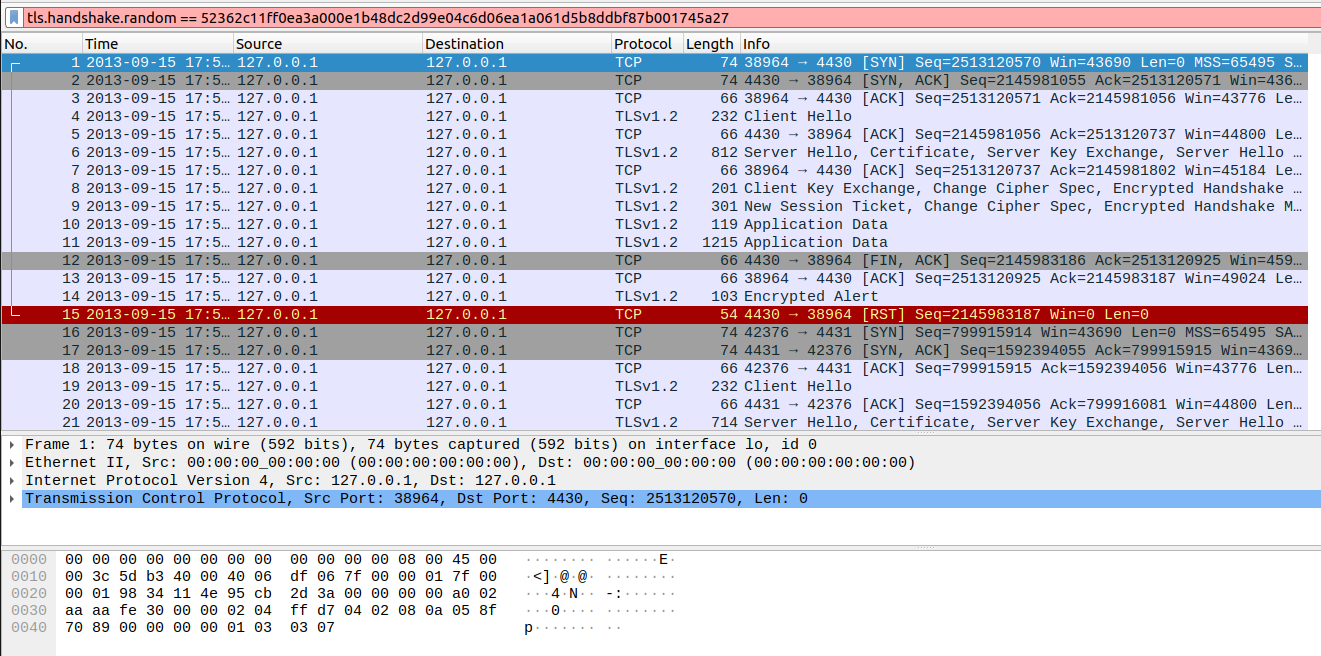 tls.handshake.random == 52362c11ff0ea3a000e1b48dc2d99e04c6d06ea1a061d5b8ddbf87b001745a27
No. Time Source Destination Protocol Length Info
1 2013-09-15 17:5… 127.0.0.1 127.0.0.1 TCP 74 38964 → 4430 [SYN] Seq=2513120570 Win=43690 Len=0 MSS=65495 S…
2 2013-09-15 17:5… 127.0.0.1 127.0.0.1 TCP 74 4430 → 38964 [SYN, ACK] Seq=2145981055 Ack=2513120571 Win=436…
3 2013-09-15 17:5… 127.0.0.1 127.0.0.1 TCP 66 38964 → 4430 [ACK] Seq=2513120571 Ack=2145981056 Win=43776 Le…
4 2013-09-15 17:5… 127.0.0.1 127.0.0.1 TLSv1.2 232 Client Hello
5 2013-09-15 17:5… 127.0.0.1 127.0.0.1 TCP 66 4430 → 38964 [ACK] Seq=2145981056 Ack=2513120737 Win=44800 Le…
6 2013-09-15 17:5… 127.0.0.1 127.0.0.1 TLSv1.2 812 Server Hello, Certificate, Server Key Exchange, Server Hello …
7 2013-09-15 17:5… 127.0.0.1 127.0.0.1 TCP 66 38964 → 4430 [ACK] Seq=2513120737 Ack=2145981802 Win=45184 Le…
8 2013-09-15 17:5… 127.0.0.1 127.0.0.1 TLSv1.2 201 Client Key Exchange, Change Cipher Spec, Encrypted Handshake …
9 2013-09-15 17:5… 127.0.0.1 127.0.0.1 TLSv1.2 301 New Session Ticket, Change Cipher Spec, Encrypted Handshake M…
10 2013-09-15 17:5… 127.0.0.1 127.0.0.1 TLSv1.2 119 Application Data
11 2013-09-15 17:5… 127.0.0.1 127.0.0.1 TLSv1.2 1215 Application Data
12 2013-09-15 17:5… 127.0.0.1 127.0.0.1 TCP 66 4430 → 38964 [FIN, ACK] Seq=2145983186 Ack=2513120925 Win=459…
13 2013-09-15 17:5… 127.0.0.1 127.0.0.1 TCP 66 38964 → 4430 [ACK] Seq=2513120925 Ack=2145983187 Win=49024 Le…
14 2013-09-15 17:5… 127.0.0.1 127.0.0.1 TLSv1.2 103 Encrypted Alert
15 2013-09-15 17:5… 127.0.0.1 127.0.0.1 TCP 54 4430 → 38964 [RST] Seq=2145983187 Win=0 Len=0
16 2013-09-15 17:5… 127.0.0.1 127.0.0.1 TCP 74 42376 → 4431 [SYN] Seq=799915914 Win=43690 Len=0 MSS=65495 SA…
17 2013-09-15 17:5… 127.0.0.1 127.0.0.1 TCP 74 4431 → 42376 [SYN, ACK] Seq=1592394055 Ack=799915915 Win=4369…
18 2013-09-15 17:5… 127.0.0.1 127.0.0.1 TCP 66 42376 → 4431 [ACK] Seq=799915915 Ack=1592394056 Win=43776 Len…
19 2013-09-15 17:5… 127.0.0.1 127.0.0.1 TLSv1.2 232 Client Hello
20 2013-09-15 17:5… 127.0.0.1 127.0.0.1 TCP 66 4431 → 42376 [ACK] Seq=1592394056 Ack=799916081 Win=44800 Len…
21 2013-09-15 17:5… 127.0.0.1 127.0.0.1 TLSv1.2 714 Server Hello, Certificate, Server Key Exchange, Server Hello …
Frame 1: 74 bytes on wire (592 bits), 74 bytes captured (592 bits) on interface lo, id 0
Ethernet II, Src: 00:00:00_00:00:00 (00:00:00:00:00:00), Dst: 00:00:00_00:00:00 (00:00:00:00:00:00)
Internet Protocol Version 4, Src: 127.0.0.1, Dst: 127.0.0.1
Transmission Control Protocol, Src Port: 38964, Dst Port: 4430, Seq: 2513120570, Len: 0
0000 00 00 00 00 00 00 00 00 00 00 00 00 08 00 45 00 ········ ······E·
0010 00 3c 5d b3 40 00 40 06 df 06 7f 00 00 01 7f 00 ·<]·@·@· ········
0020 00 01 98 34 11 4e 95 cb 2d 3a 00 00 00 00 a0 02 ···4·N·· -:······
0030 aa aa fe 30 00 00 02 04 ff d7 04 02 08 0a 05 8f ···0···· ········
0040 70 89 00 00 00 00 01 03 03 07 p······· ··